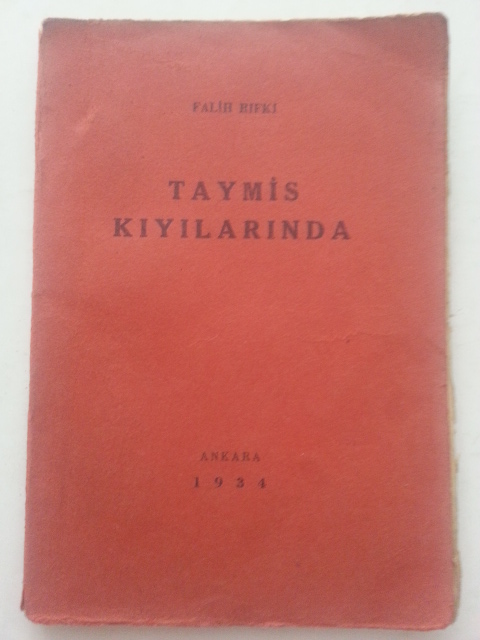 FALİH RIFKI
TAYMİS
KIYILARINDA
ANKARA
1934